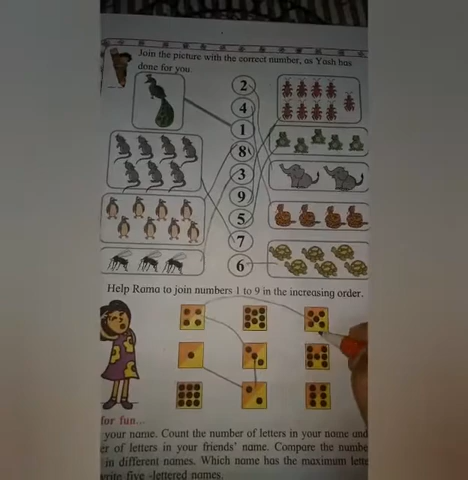 Join the picture with the correct number, as Yash has
done for you.
2
4
1
8
3
9
5
7
6
Help Rama to join numbers 1 to 9 in the increasing order.
for fun...
your name. Count the number of letters in your name and
er of letters in your friends' name. Compare the numbe
in different names. Which name has the maximum lette
write five -lettered names.